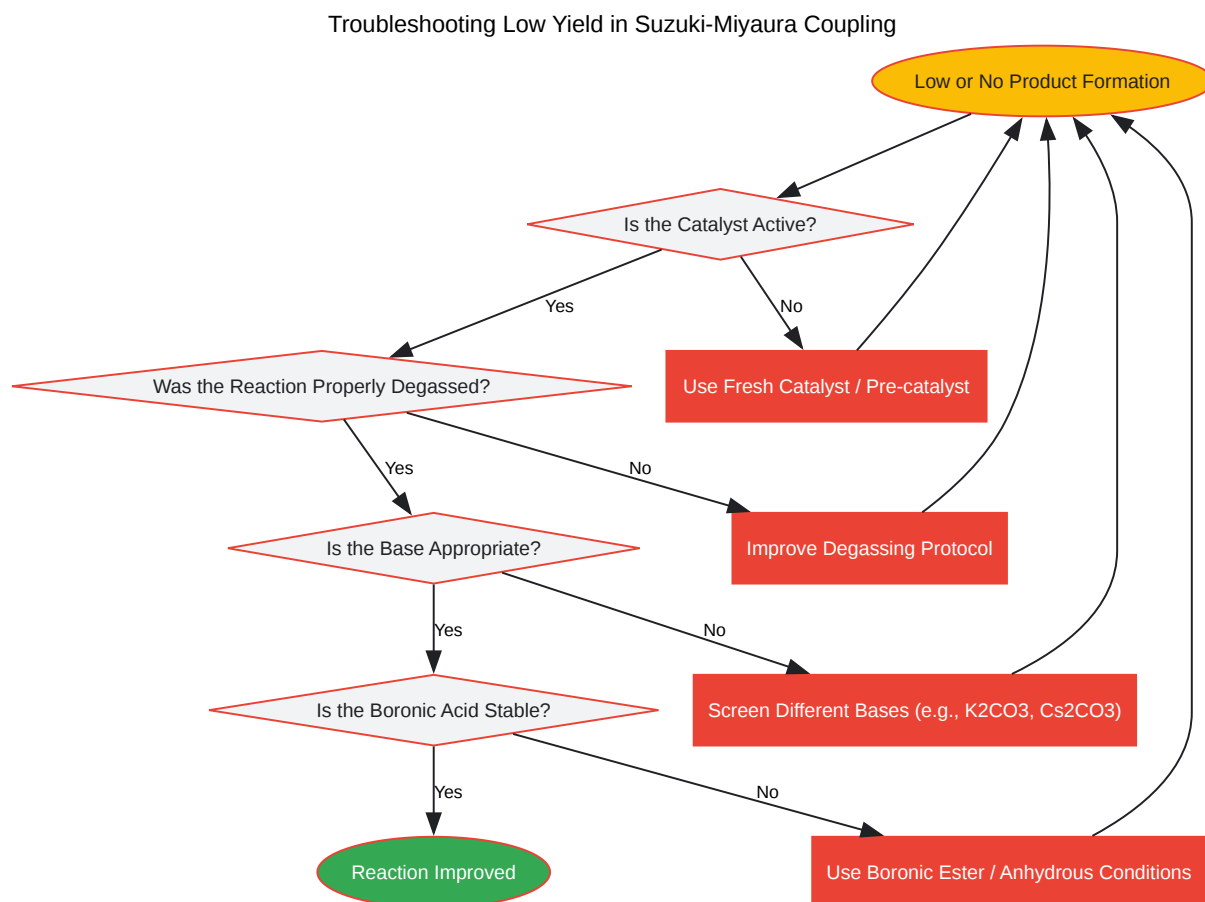 Troubleshooting Low Yield in Suzuki-Miyaura Coupling
Low or No Product Formation
Is the Catalyst Active?
Yes
No
Was the Reaction Properly Degassed?
Use Fresh Catalyst / Pre-catalyst
Yes
No
Is the Base Appropriate?
Improve Degassing Protocol
Yes
No
Is the Boronic Acid Stable?
Screen Different Bases (e.g., K2CO3, Cs2CO3)
Yes
No
Reaction Improved
Use Boronic Ester / Anhydrous Conditions